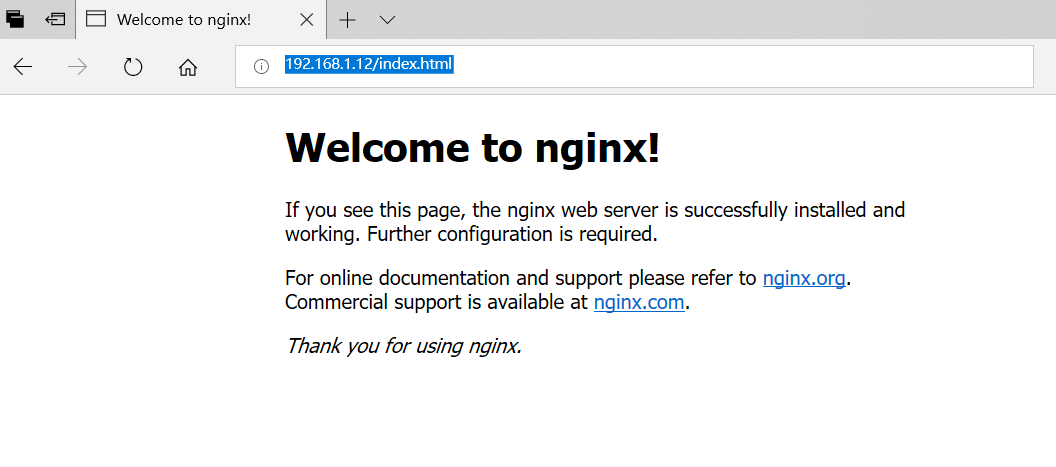 Welcome to nginx!
192.168.1.12/index.html
Welcome to nginx!
If you see this page, the nginx web server is successfully installed and
working. Further configuration is required.
For online documentation and support please refer to nginx.org.
Commercial support is available at nginx.com.
Thank you for using nginx.